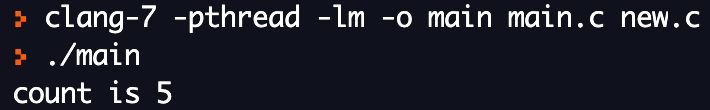 > clang-7 -pthread -lm -o main main.c new.c
> ./main
count is 5